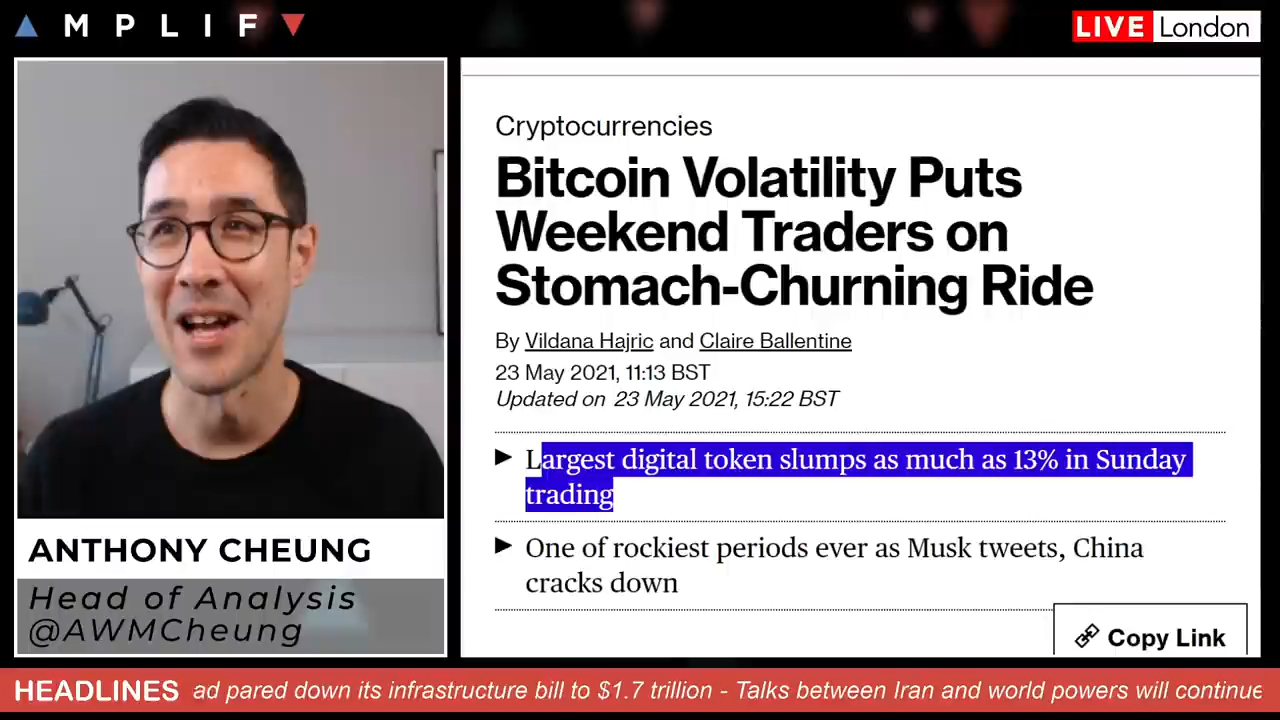 ▲ M P L I F ▼
LIVE London
Cryptocurrencies
Bitcoin Volatility Puts
Weekend Traders on
Stomach-Churning Ride
By Vildana Hajric and Claire Ballentine
23 May 2021, 11:13 BST
Updated on 23 May 2021, 15:22 BST
► Largest digital token slumps as much as 13% in Sunday
trading
► One of rockiest periods ever as Musk tweets, China
cracks down
Copy Link
ANTHONY CHEUNG
Head of Analysis
@AWMCheung
HEADLINES ad pared down its infrastructure bill to $1.7 trillion - Talks between Iran and world powers will continue